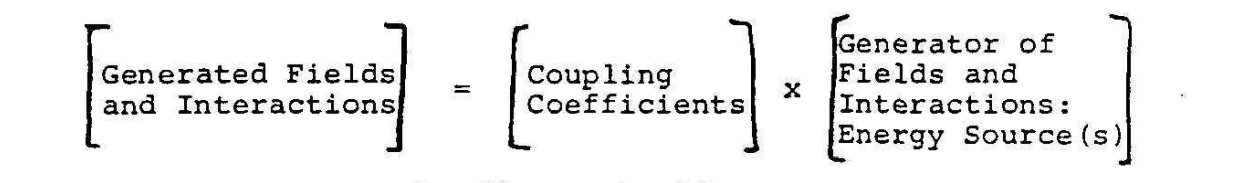 [Generated Fields and Interactions] = [Coupling Coefficients] x [Generator of Fields and Interactions: Energy Source(s)]